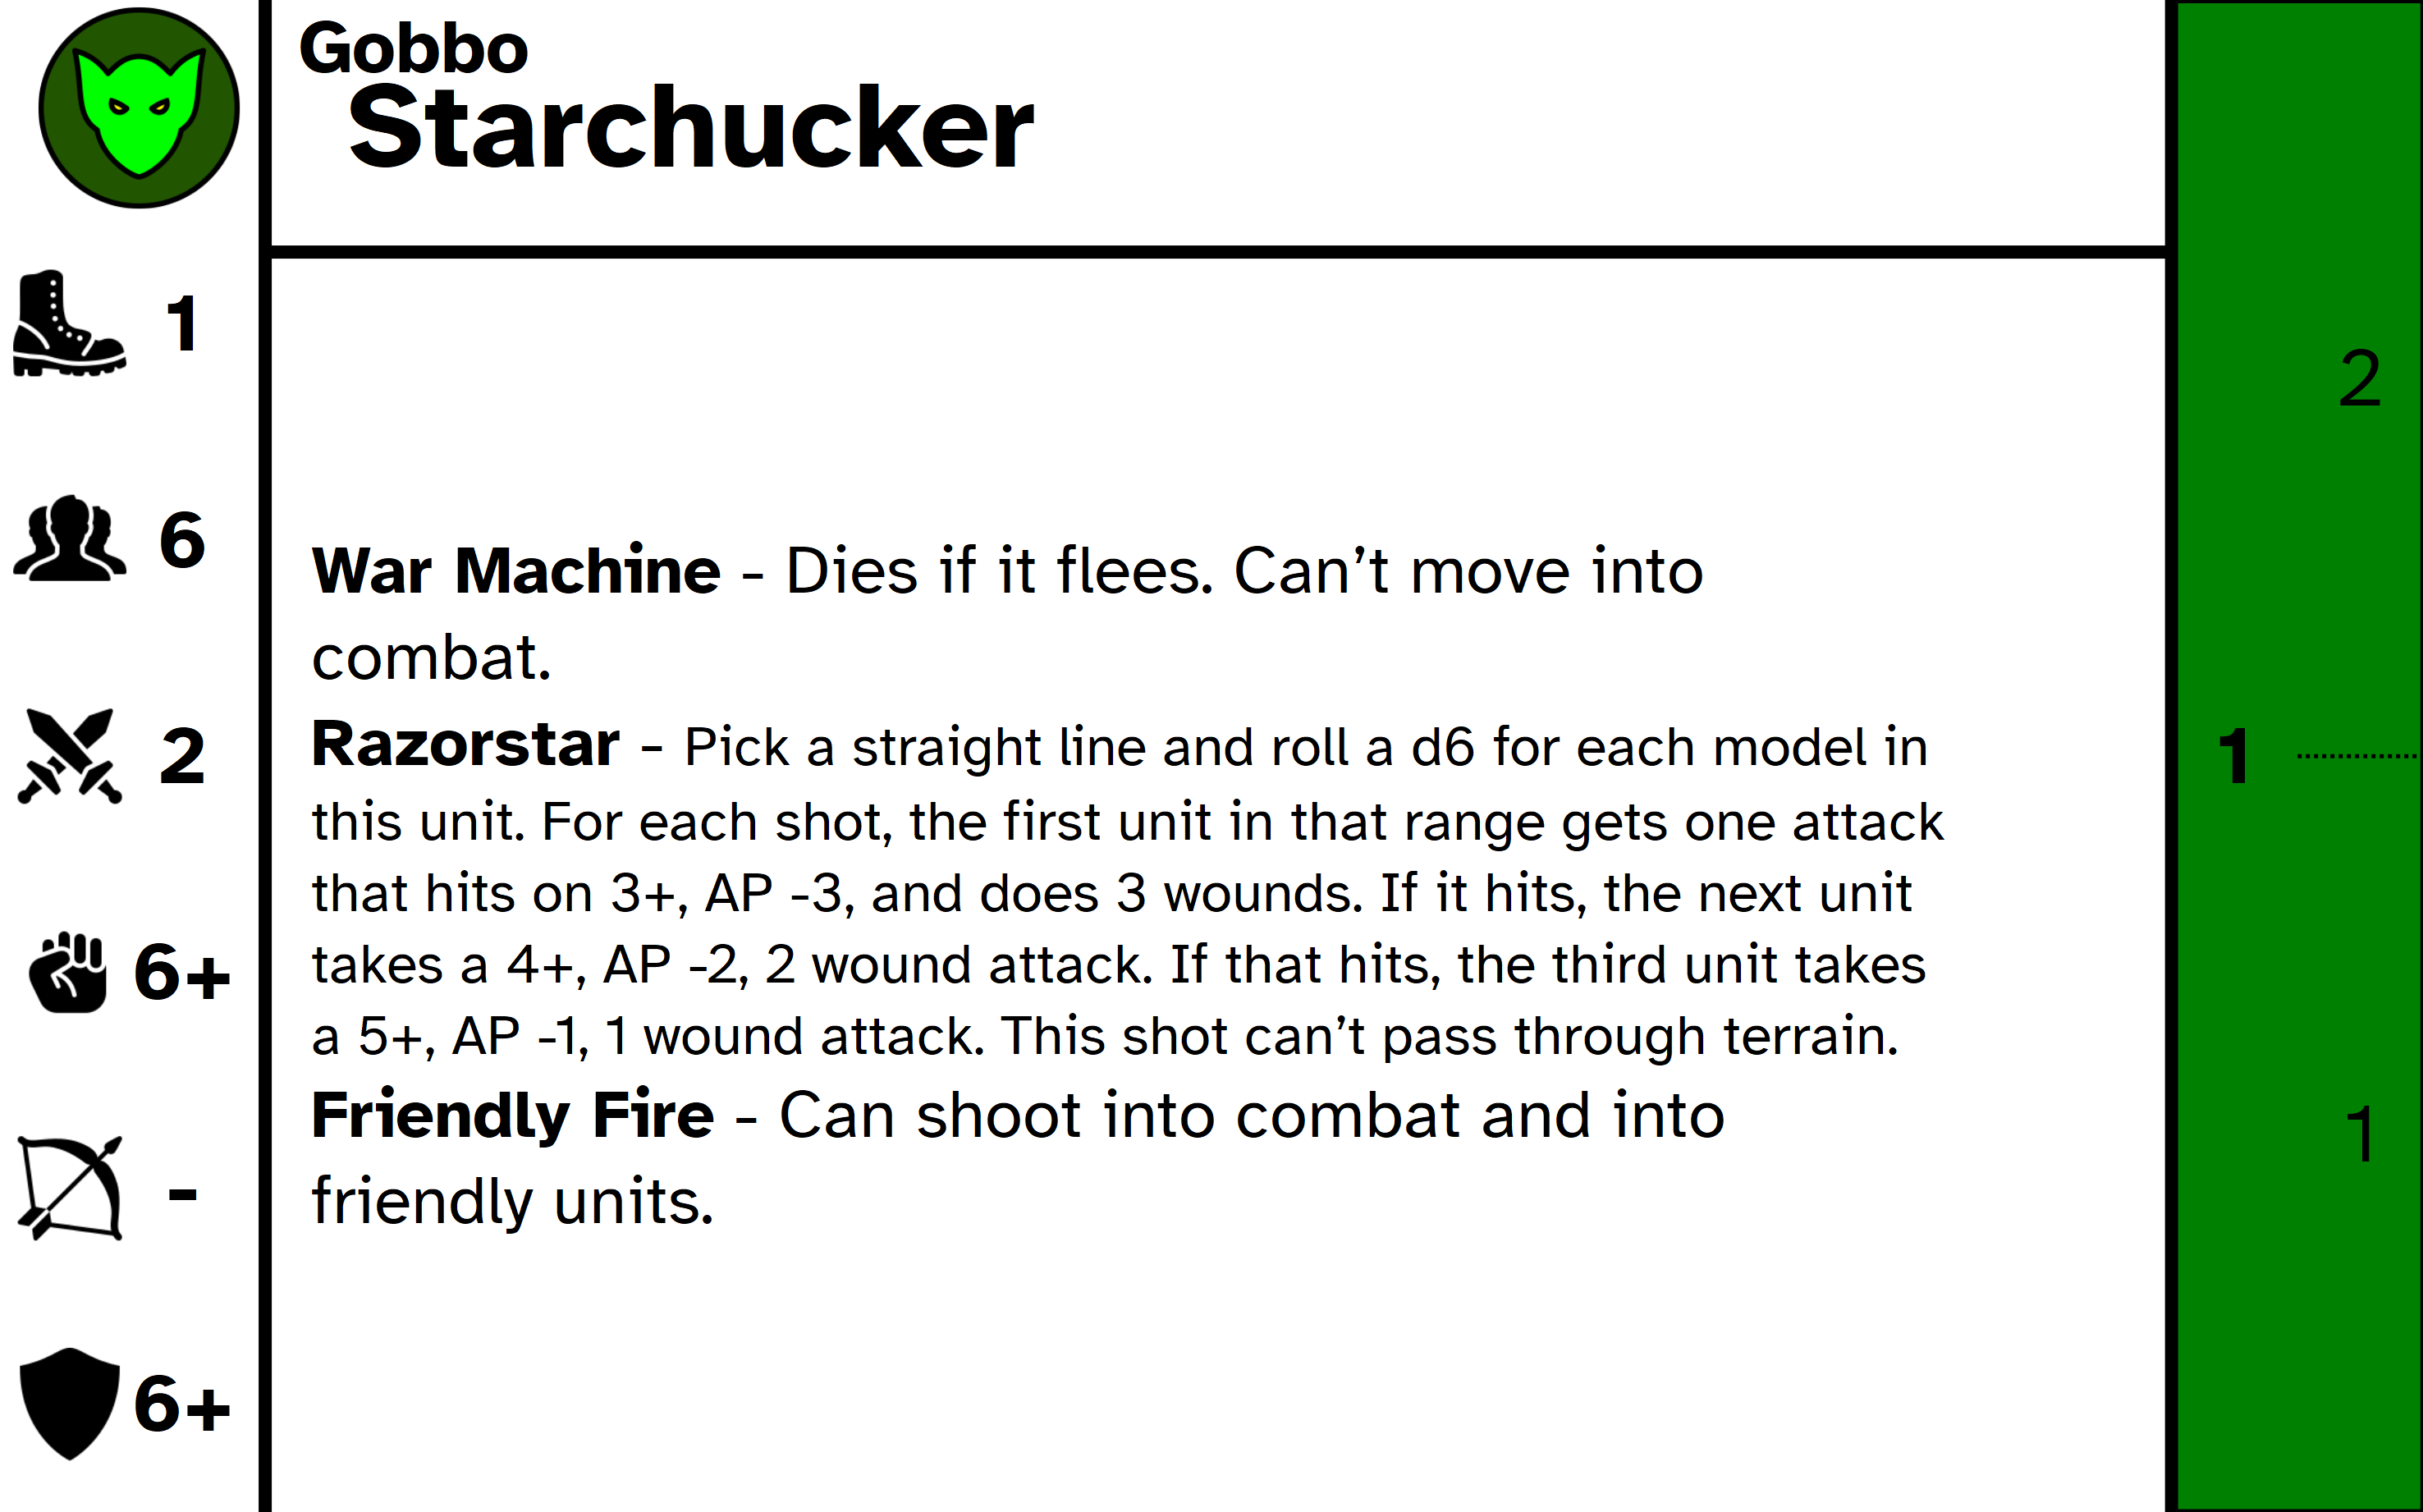 Gobbo
Starchucker
1
6
2
6+
-
6+
War Machine - Dies if it flees. Can’t move into
combat.
Razorstar - Pick a straight line and roll a d6 for each model in
this unit. For each shot, the first unit in that range gets one attack
that hits on 3+, AP -3, and does 3 wounds. If it hits, the next unit
takes a 4+, AP -2, 2 wound attack. If that hits, the third unit takes
a 5+, AP -1, 1 wound attack. This shot can’t pass through terrain.
Friendly Fire - Can shoot into combat and into
friendly units.
2
1
1